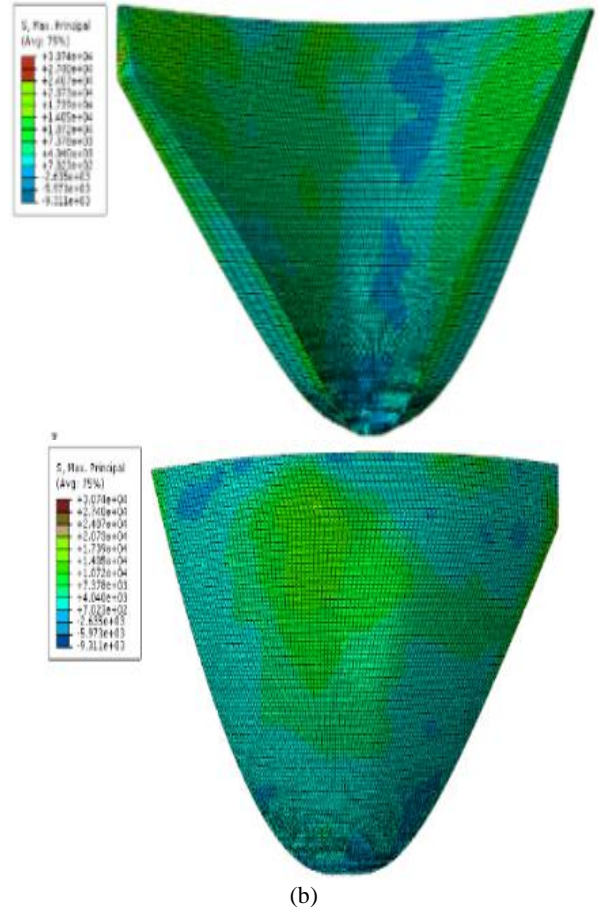 S, Max. Principal
(Avg: 75%)
+3.074e+04
+2.740e+04
+2.407e+04
+2.073e+04
+1.739e+04
+1.405e+04
+1.072e+04
+7.378e+03
+4.040e+03
+7.023e+02
-2.635e+03
-5.973e+03
-9.311e+03
S, Max. Principal
(Avg: 75%)
+3.074e+04
+2.740e+04
+2.407e+04
+2.073e+04
+1.739e+04
+1.405e+04
+1.072e+04
+7.378e+03
+4.040e+03
+7.023e+02
-2.635e+03
-5.973e+03
-9.311e+03
(b)